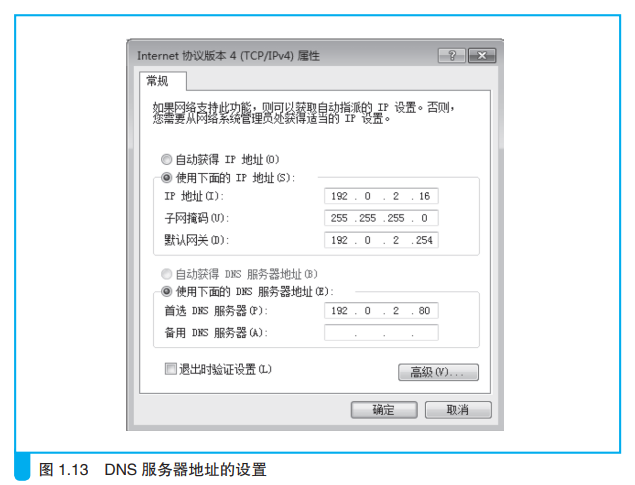 Internet 协议版本 4 (TCP/IPv4) 属性
常规
如果网络支持此功能，则可以获取自动指派的 IP 设置。否则，
您需要从网络系统管理员处获得适当的 IP 设置。
自动获得 IP 地址(O)
使用下面的 IP 地址(S):
IP 地址(I): 192 . 0 . 2 . 16
子网掩码(U): 255 .255 .255 . 0
默认网关(D): 192 . 0 . 2 .254
自动获得 DNS 服务器地址(B)
使用下面的 DNS 服务器地址(E):
首选 DNS 服务器(P): 192 . 0 . 2 . 80
备用 DNS 服务器(A): . . .
退出时验证设置(L)
高级(V)...
确定 取消
图 1.13 DNS 服务器地址的设置